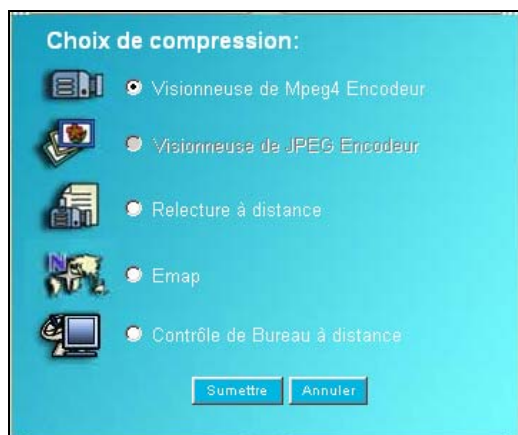 Choix de compression:
Visionneuse de Mpeg4 Encodeur
Visionneuse de JPEG Encodeur
Relecture à distance
N
Emap
Contrôle de Bureau à distance
Sumettre Annuler